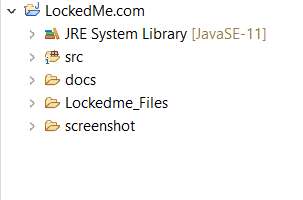 LockedMe.com
JRE System Library [JavaSE-11]
src
docs
Lockedme_Files
screenshot